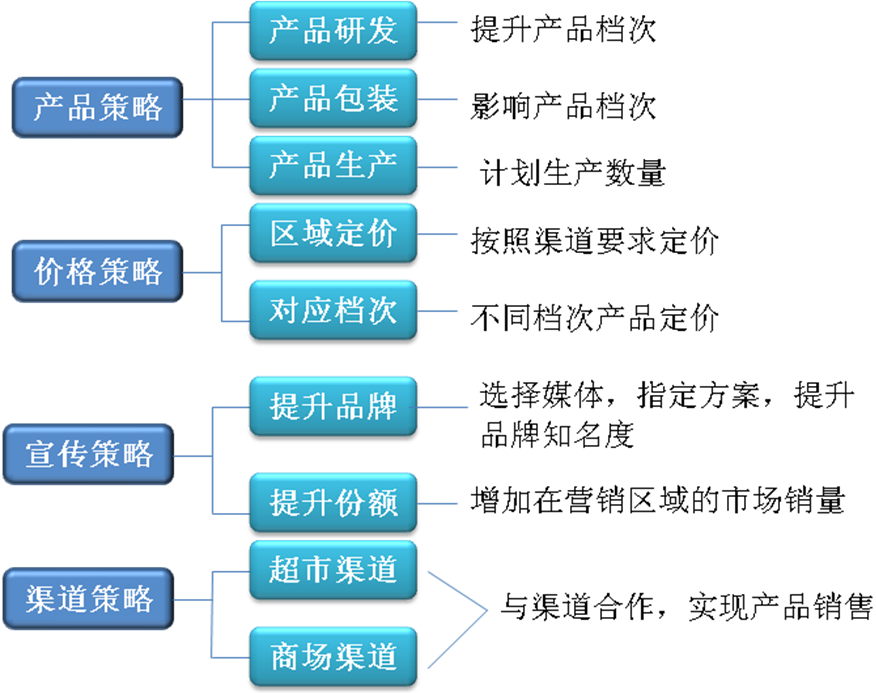 产品策略
产品研发
提升产品档次
产品包装
影响产品档次
产品生产
计划生产数量
价格策略
区域定价
按照渠道要求定价
对应档次
不同档次产品定价
宣传策略
提升品牌
选择媒体，指定方案，提升
品牌知名度
提升份额
增加在营销区域的市场销量
渠道策略
超市渠道
商场渠道
与渠道合作，实现产品销售